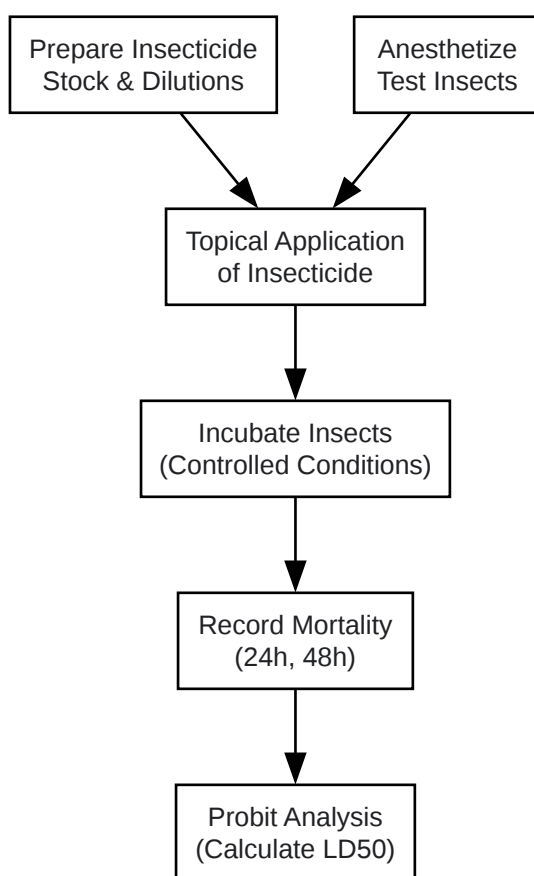 Prepare Insecticide
Stock & Dilutions
Anesthetize
Test Insects
Topical Application
of Insecticide
Incubate Insects
(Controlled Conditions)
Record Mortality
(24h, 48h)
Probit Analysis
(Calculate LD50)